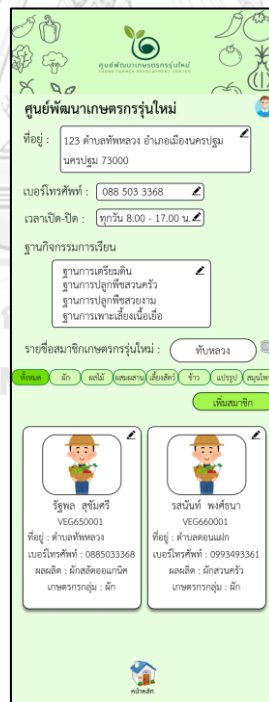 ศูนย์พัฒนาเกษตรกรรุ่นใหม่
YOUNG FARMER DEVELOPMENT CENTER
ศูนย์พัฒนาเกษตรกรรุ่นใหม่
ที่อยู่ : 123 ตำบลทัพหลวง อำเภอเมืองนครปฐม
นครปฐม 73000
เบอร์โทรศัพท์ : 088 503 3368
เวลาเปิด-ปิด : ทุกวัน 8.00 - 17.00 น.
ฐานกิจกรรมการเรียน
ฐานการเตรียมดิน
ฐานการปลูกพืชสวนครัว
ฐานการปลูกพืชสวยงาม
ฐานการเพาะเลี้ยงเนื้อเยื่อ
รายชื่อสมาชิกเกษตรกรรุ่นใหม่ : ทับหลวง
ทั้งหมด ผัก ผลไม้ ผสมผสาน เลี้ยงสัตว์ ข้าว แปรรูป สมุนไพร
เพิ่มสมาชิก
รัฐพล สุขัมศรี
VEG650001
ที่อยู่ : ตำบลทัพหลวง
เบอร์โทรศัพท์ : 0885033368
ผลผลิต : ผักสลัดออแกนิค
เกษตรกรกลุ่ม : ผัก
รสนันท์ พงศ์ธนา
VEG660001
ที่อยู่ : ตำบลดอนแฝก
เบอร์โทรศัพท์ : 0993493361
ผลผลิต : ผักสวนครัว
เกษตรกรกลุ่ม : ผัก
หน้าหลัก